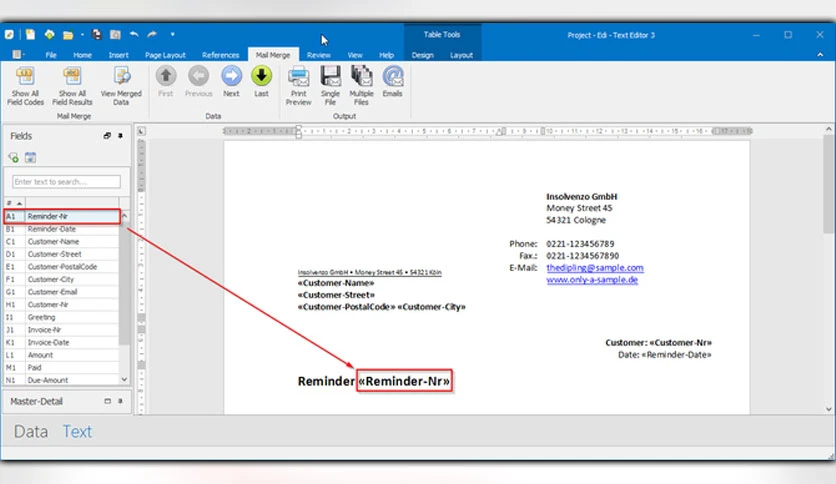 Table Tools
Project - Edi - Text Editor 3
File Home Insert Page Layout References Mail Merge Review View Help Design Layout
Show All Field Codes
Show All Field Results
View Merged Data
First
Previous
Next
Last
Print Preview
Single File
Multiple Files
Emails
Mail Merge
Data
Output
Fields
Enter text to search...
#
A1 Reminder-Nr
B1 Reminder-Date
C1 Customer-Name
D1 Customer-Street
E1 Customer-PostalCode
F1 Customer-City
G1 Customer-Email
H1 Customer-Nr
I1 Greeting
J1 Invoice-Nr
K1 Invoice-Date
L1 Amount
M1 Paid
N1 Due-Amount
Master-Detail
Data Text
Insolvenzo GmbH
Money Street 45
54321 Cologne
Phone: 0221-123456789
Fax.: 0221-1234567890
E-Mail: thedipling@sample.com
www.only-a-sample.de
Insolvenzo GmbH • Money Street 45 • 54321 Köln
«Customer-Name»
«Customer-Street»
«Customer-PostalCode» «Customer-City»
Customer: «Customer-Nr»
Date: «Reminder-Date»
Reminder «Reminder-Nr»